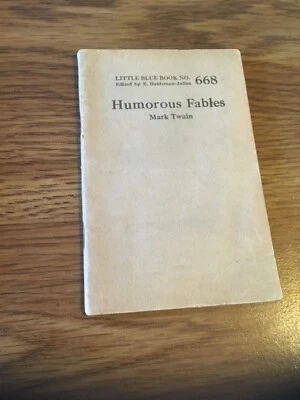 LITTLE BLUE BOOK NO. 668
Edited by E. Haldeman-Julius
Humorous Fables
Mark Twain